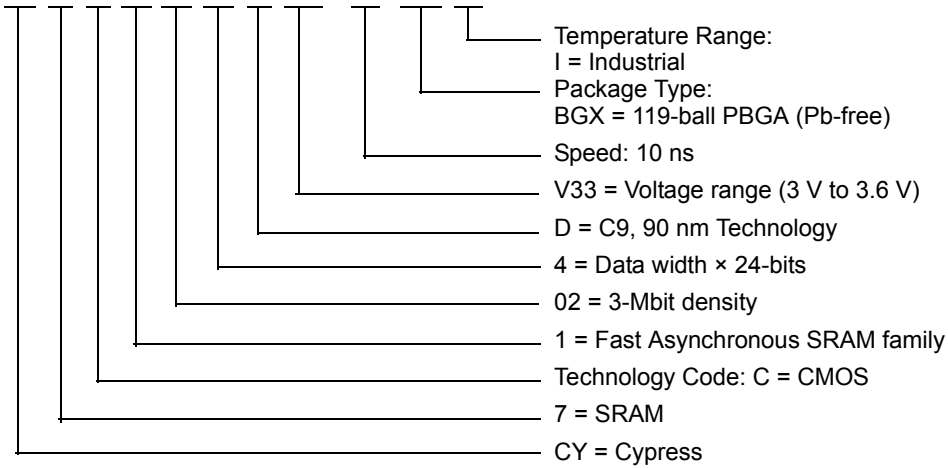 Temperature Range:
I = Industrial
Package Type:
BGX = 119-ball PBGA (Pb-free)
Speed: 10 ns
V33 = Voltage range (3 V to 3.6 V)
D = C9, 90 nm Technology
4 = Data width × 24-bits
02 = 3-Mbit density
1 = Fast Asynchronous SRAM family
Technology Code: C = CMOS
7 = SRAM
CY = Cypress